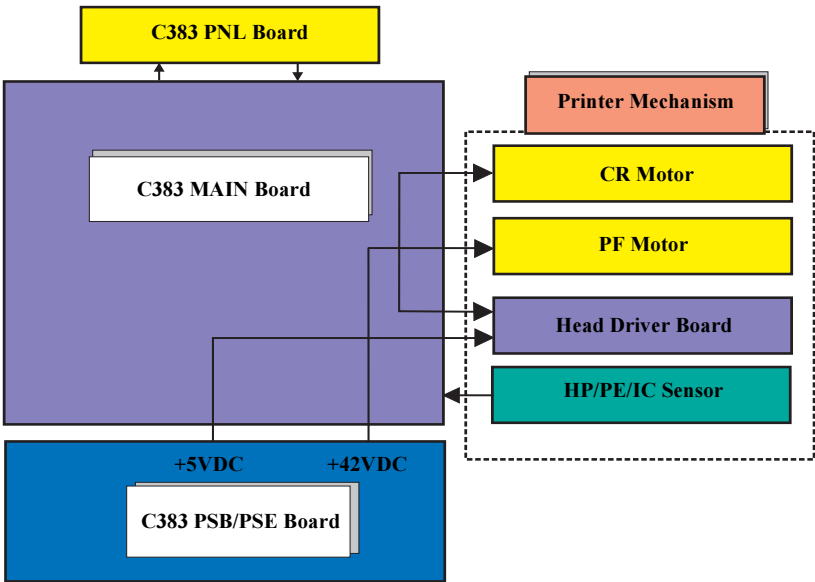 C383 PNL Board
Printer Mechanism
C383 MAIN Board
CR Motor
PF Motor
Head Driver Board
HP/PE/IC Sensor
+5VDC
+42VDC
C383 PSB/PSE Board